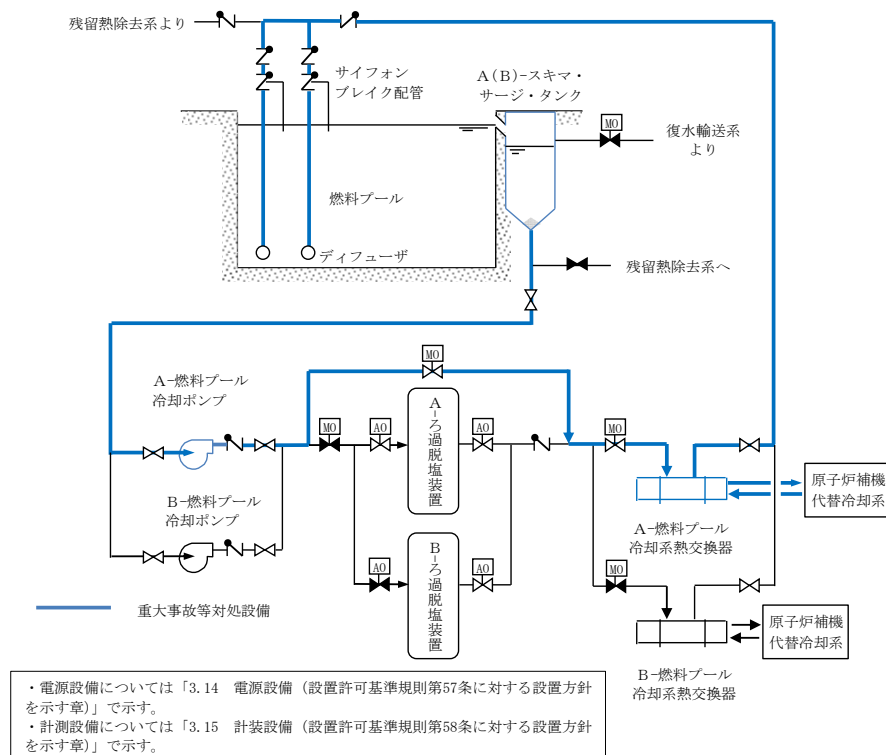 残留熱除去系より
サイフォン
ブレイク配管
A(B)-スキマ・
サージ・タンク
MO
復水輸送系
より
燃料プール
ディフューザ
残留熱除去系へ
MO
A-燃料プール
冷却ポンプ
MO
AO
A-ろ過脱塩装置
AO
MO
原子炉補機
代替冷却系
B-燃料プール
冷却ポンプ
A-燃料プール
冷却系熱交換器
AO
B-ろ過脱塩装置
AO
MO
重大事故等対処設備
原子炉補機
代替冷却系
B-燃料プール
冷却系熱交換器
・電源設備については「3.14 電源設備(設置許可基準規則第57条に対する設置方針
を示す章)」で示す。
・計測設備については「3.15 計装設備(設置許可基準規則第58条に対する設置方針
を示す章)」で示す。